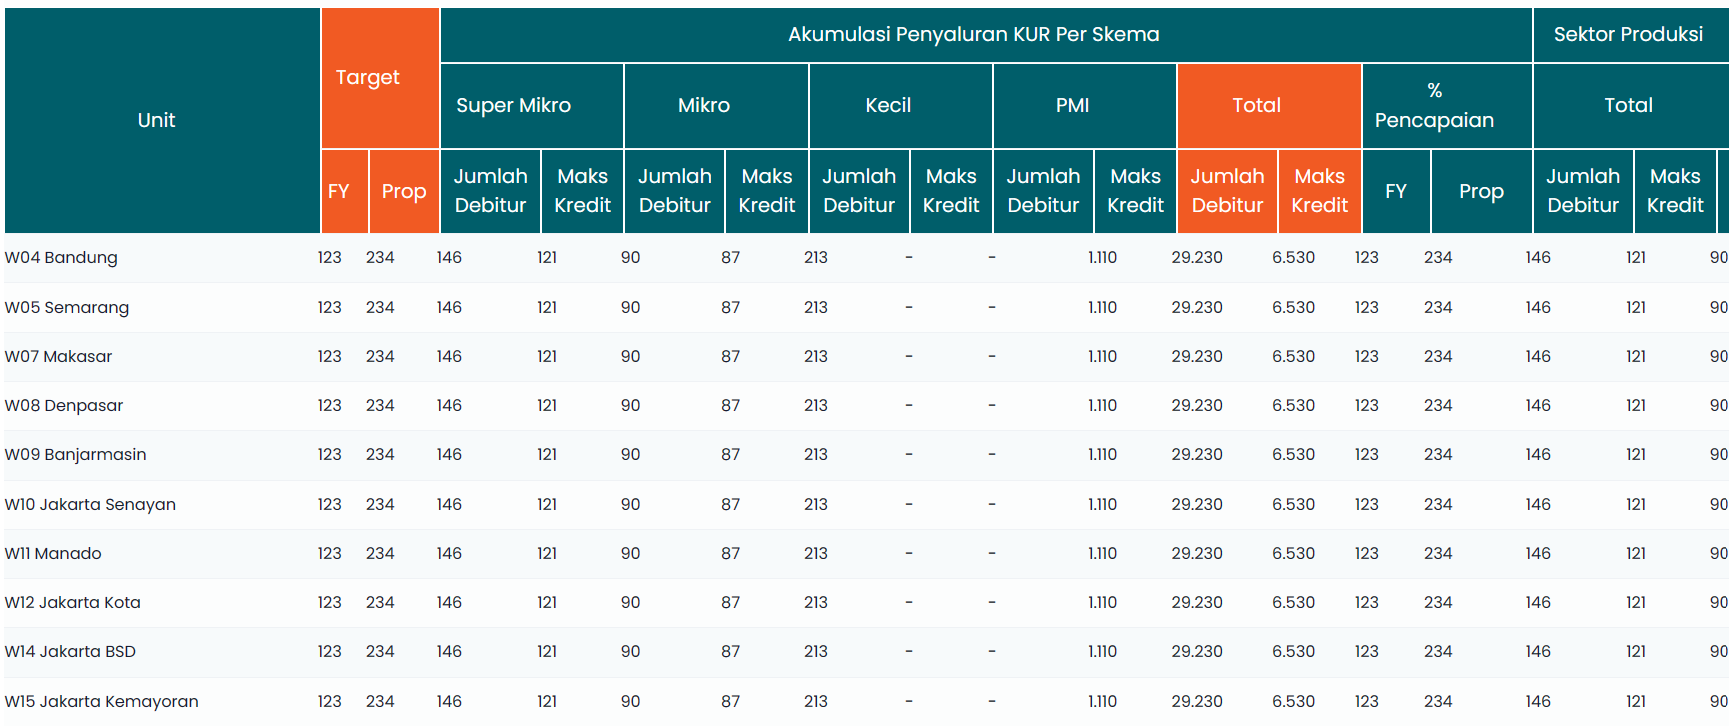 Unit
Target
Akumulasi Penyaluran KUR Per Skema
Sektor Produksi
Super Mikro
Mikro
Kecil
PMI
Total
%
Pencapaian
Total
FY
Prop
Jumlah
Debitur
Maks
Kredit
Jumlah
Debitur
Maks
Kredit
Jumlah
Debitur
Maks
Kredit
Jumlah
Debitur
Maks
Kredit
Jumlah
Debitur
Maks
Kredit
FY
Prop
Jumlah
Debitur
Maks
Kredit
W04 Bandung 123 234 146 121 90 87 213 - - 1.110 29.230 6.530 123 234 146 121 90
W05 Semarang 123 234 146 121 90 87 213 - - 1.110 29.230 6.530 123 234 146 121 90
W07 Makasar 123 234 146 121 90 87 213 - - 1.110 29.230 6.530 123 234 146 121 90
W08 Denpasar 123 234 146 121 90 87 213 - - 1.110 29.230 6.530 123 234 146 121 90
W09 Banjarmasin 123 234 146 121 90 87 213 - - 1.110 29.230 6.530 123 234 146 121 90
W10 Jakarta Senayan 123 234 146 121 90 87 213 - - 1.110 29.230 6.530 123 234 146 121 90
W11 Manado 123 234 146 121 90 87 213 - - 1.110 29.230 6.530 123 234 146 121 90
W12 Jakarta Kota 123 234 146 121 90 87 213 - - 1.110 29.230 6.530 123 234 146 121 90
W14 Jakarta BSD 123 234 146 121 90 87 213 - - 1.110 29.230 6.530 123 234 146 121 90
W15 Jakarta Kemayoran 123 234 146 121 90 87 213 - - 1.110 29.230 6.530 123 234 146 121 90